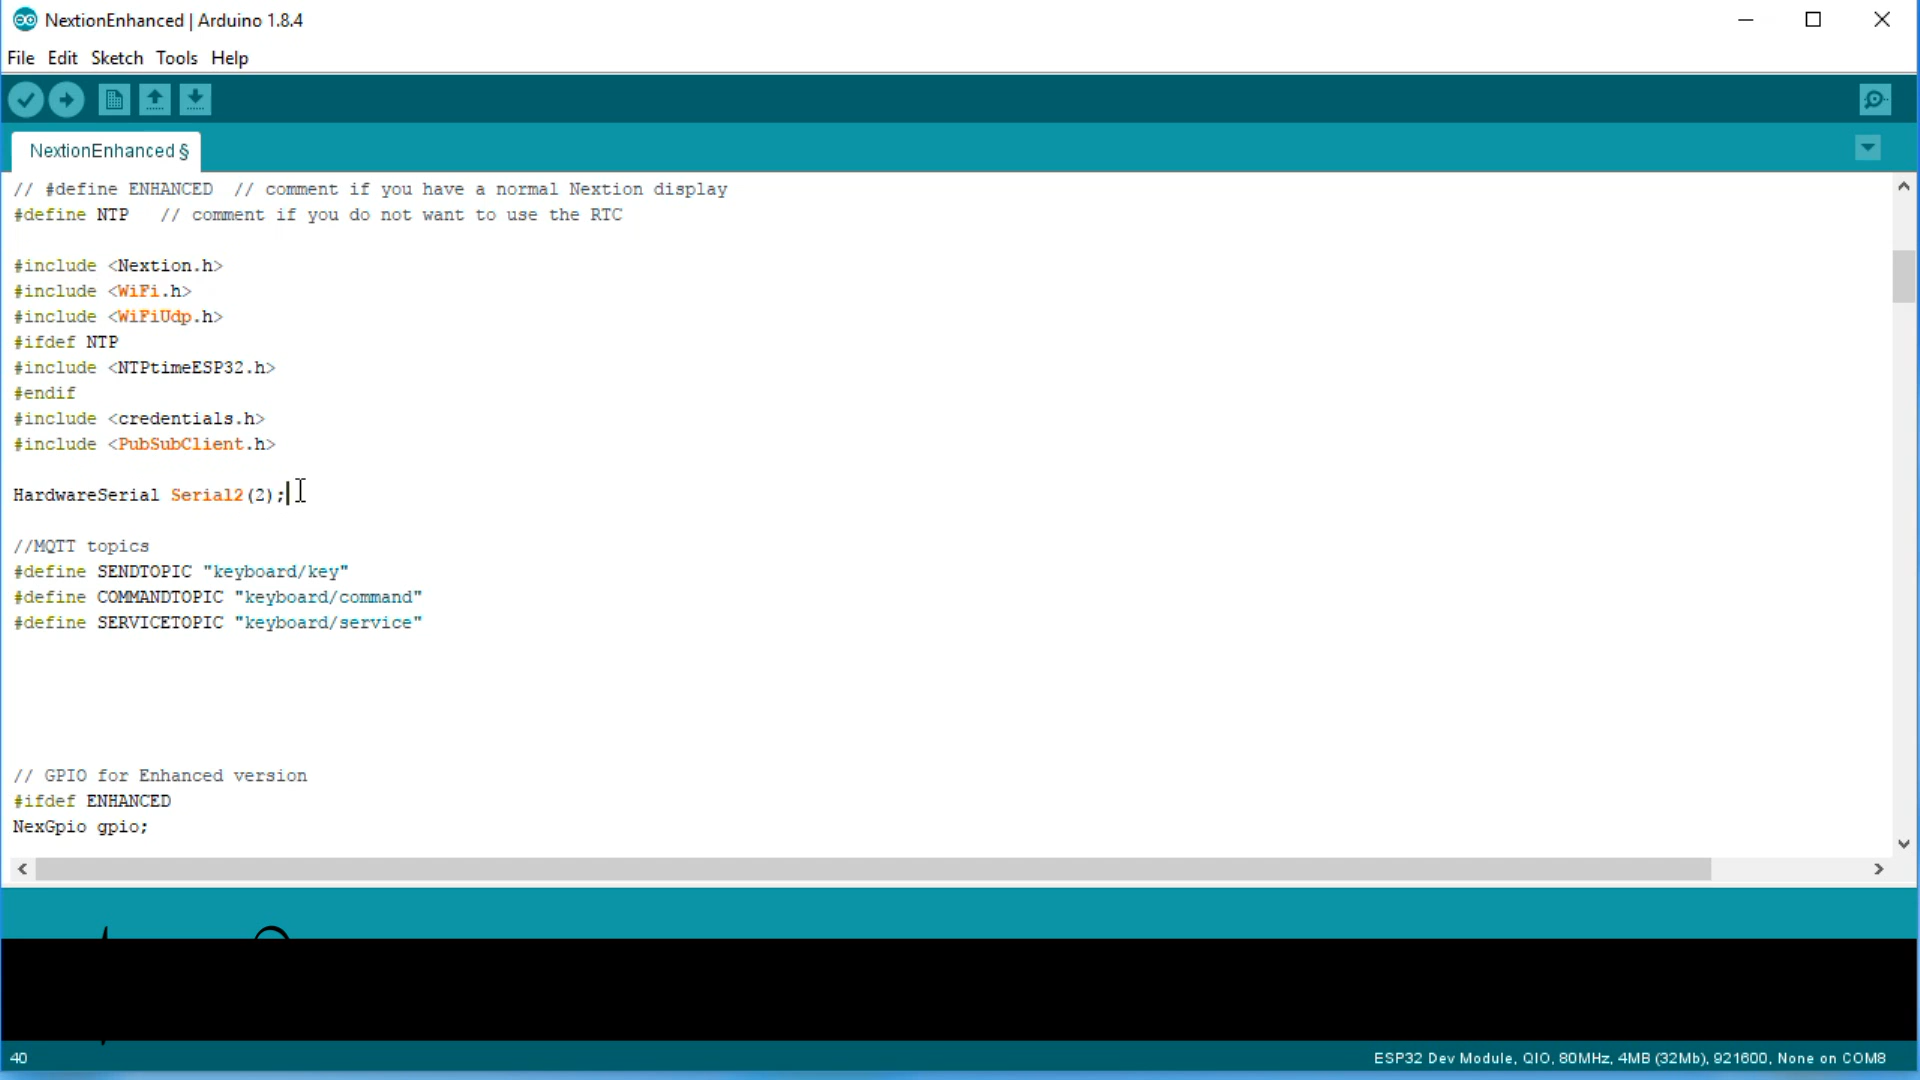 NextionEnhanced | Arduino 1.8.4
File Edit Sketch Tools Help
NextionEnhanced §
// #define ENHANCED  // comment if you have a normal Nextion display
#define NTP   // comment if you do not want to use the RTC
#include <Nextion.h>
#include <WiFi.h>
#include <WiFiUdp.h>
#ifdef NTP
#include <NTPtimeESP32.h>
#endif
#include <credentials.h>
#include <PubSubClient.h>
HardwareSerial Serial2(2);
//MQTT topics
#define SENDTOPIC "keyboard/key"
#define COMMANDTOPIC "keyboard/command"
#define SERVICETOPIC "keyboard/service"
// GPIO for Enhanced version
#ifdef ENHANCED
NexGpio gpio;
40
ESP32 Dev Module, QIO, 80MHz, 4MB (32Mb), 921600, None on COM8